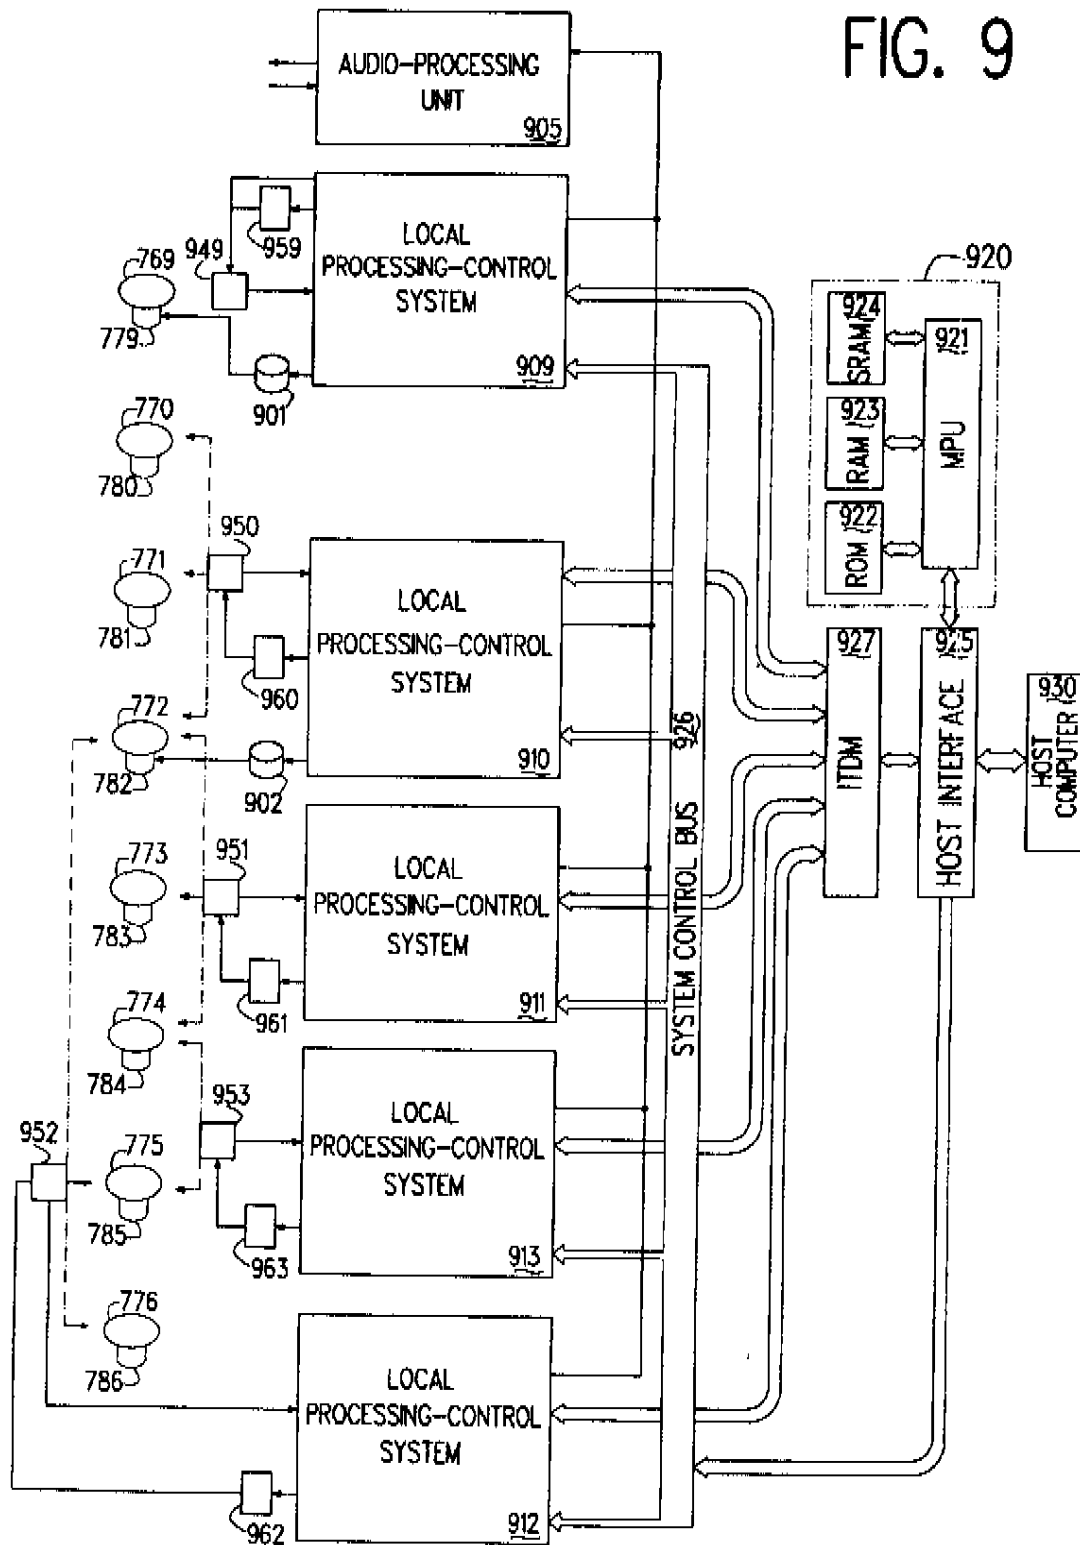 FIG. 9
AUDIO-PROCESSING
UNIT
905
LOCAL
PROCESSING-CONTROL
SYSTEM
909
959
949
769
779
901
770
780
950
771
781
LOCAL
PROCESSING-CONTROL
SYSTEM
910
960
772
782
902
773
783
951
LOCAL
PROCESSING-CONTROL
SYSTEM
911
961
774
784
953
LOCAL
PROCESSING-CONTROL
SYSTEM
913
963
952
775
785
776
786
LOCAL
PROCESSING-CONTROL
SYSTEM
912
962
SYSTEM CONTROL BUS
926
920
SRAM
924
RAM
923
ROM
922
MPU
921
ITDM
927
HOST INTERFACE
925
HOST
COMPUTER
930